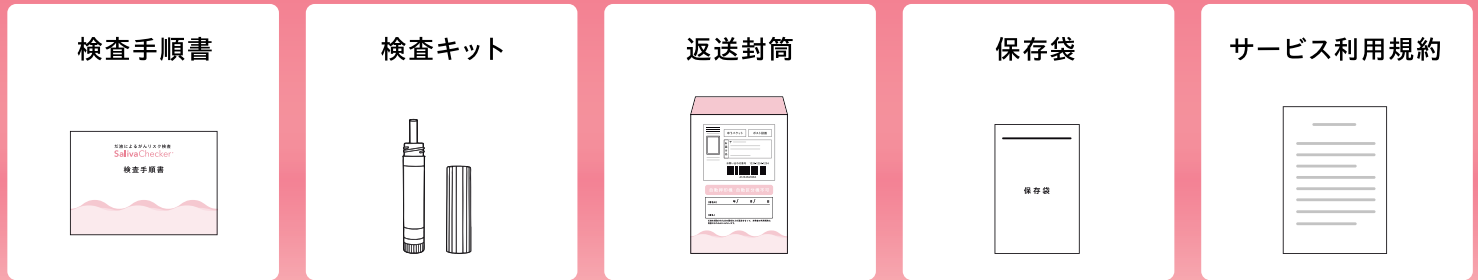 検査手順書
だ液によるがんリスク検査
SalivaChecker
検査手順書
検査キット
返送封筒
保存袋
保存袋
サービス利用規約